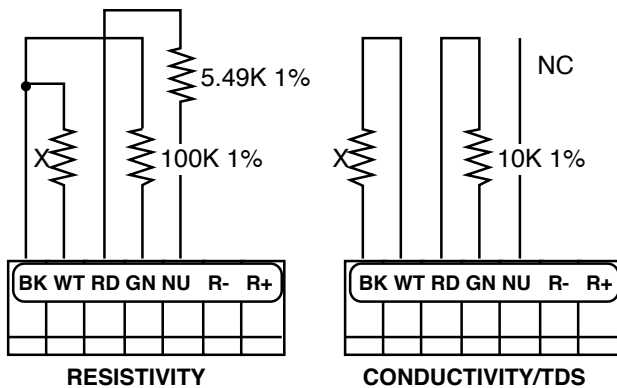 5.49K 1%
X
100K 1%
BK WT RD GN NU R- R+
RESISTIVITY
NC
X
10K 1%
BK WT RD GN NU R- R+
CONDUCTIVITY/TDS